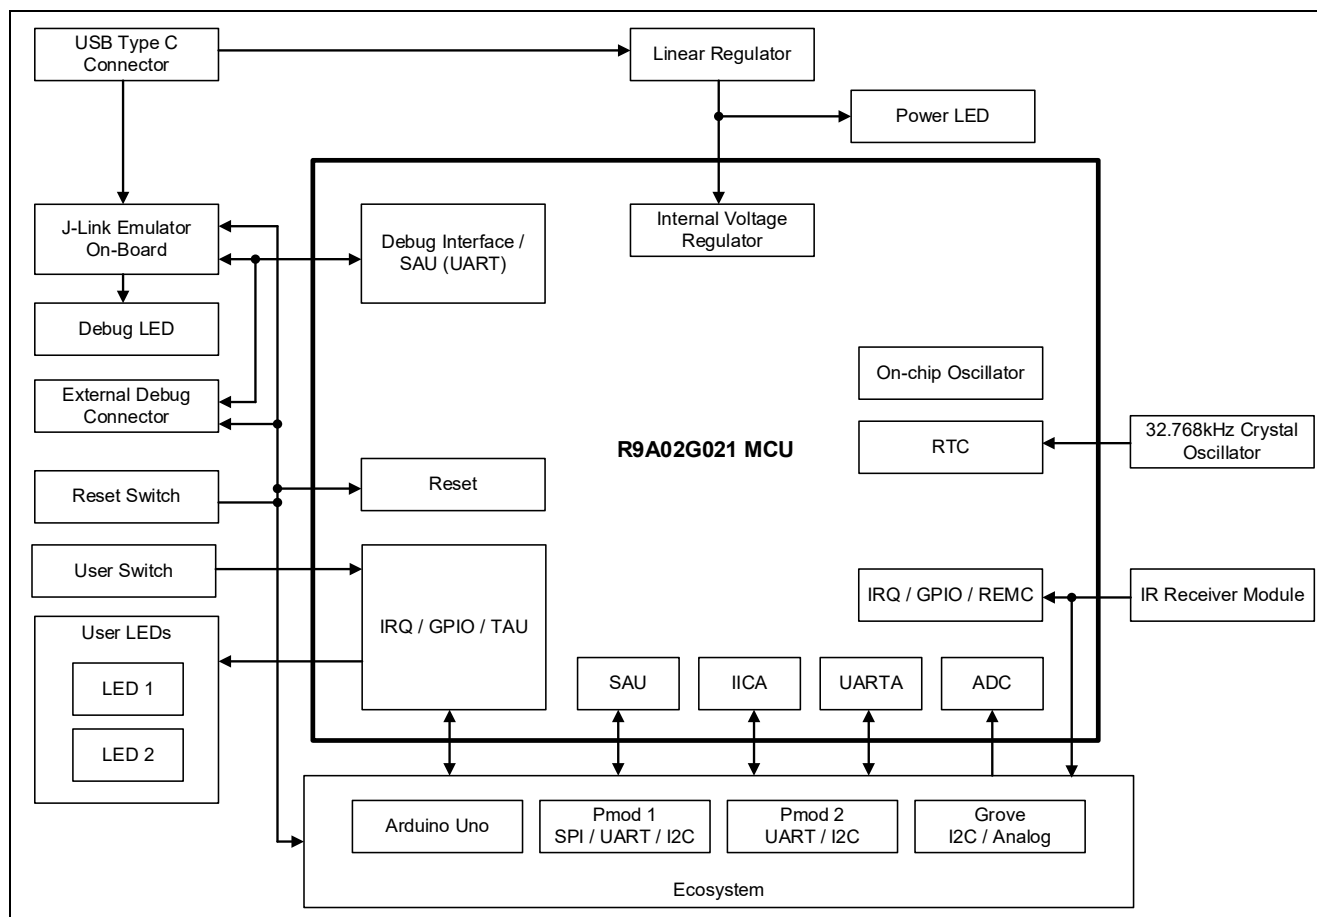 USB Type C
Connector
Linear Regulator
Power LED
J-Link Emulator
On-Board
Debug Interface /
SAU (UART)
Internal Voltage
Regulator
Debug LED
On-chip Oscillator
External Debug
Connector
R9A02G021 MCU
RTC
32.768kHz Crystal
Oscillator
Reset Switch
Reset
User Switch
IRQ / GPIO / TAU
IRQ / GPIO / REMC
IR Receiver Module
User LEDs
LED 1
LED 2
SAU
IICA
UARTA
ADC
Arduino Uno
Pmod 1
SPI / UART / I2C
Pmod 2
UART / I2C
Grove
I2C / Analog
Ecosystem